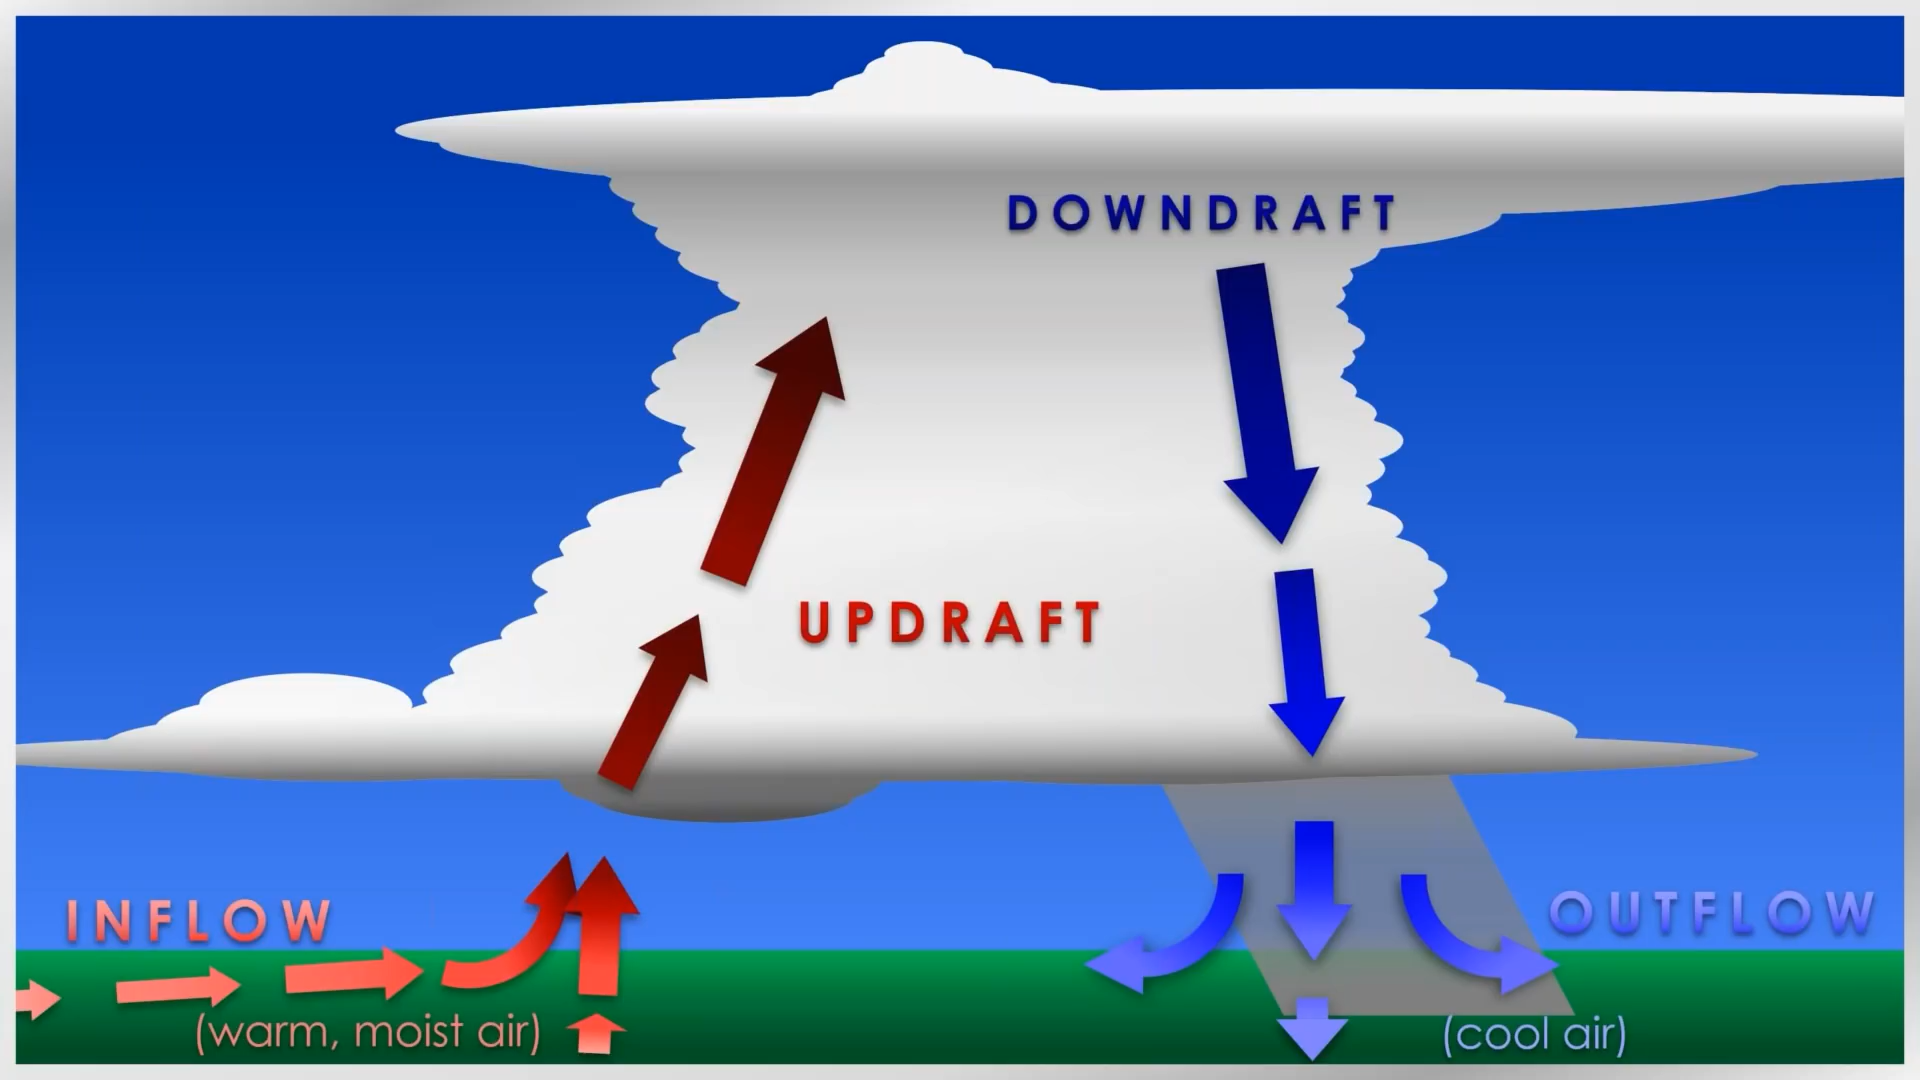 DOWNDRAFT
UPDRAFT
INFLOW
OUTFLOW
(warm, moist air)
(cool air)